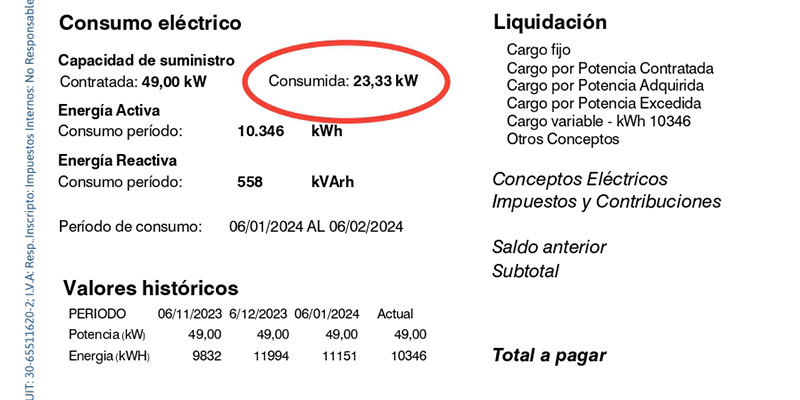 UIT: 30-65511620-2; I.V.A: Resp. Inscripto: Impuestos Internos: No Responsable
Consumo eléctrico
Capacidad de suministro
Contratada: 49,00 kW Consumida: 23,33 kW
Energía Activa
Consumo período: 10.346 kWh
Energía Reactiva
Consumo período: 558 kVArh
Período de consumo: 06/01/2024 AL 06/02/2024
Valores históricos
PERIODO 06/11/2023 6/12/2023 06/01/2024 Actual
Potencia (kW) 49,00 49,00 49,00 49,00
Energia (kWH) 9832 11994 11151 10346
Liquidación
Cargo fijo
Cargo por Potencia Contratada
Cargo por Potencia Adquirida
Cargo por Potencia Excedida
Cargo variable - kWh 10346
Otros Conceptos
Conceptos Eléctricos
Impuestos y Contribuciones
Saldo anterior
Subtotal
Total a pagar